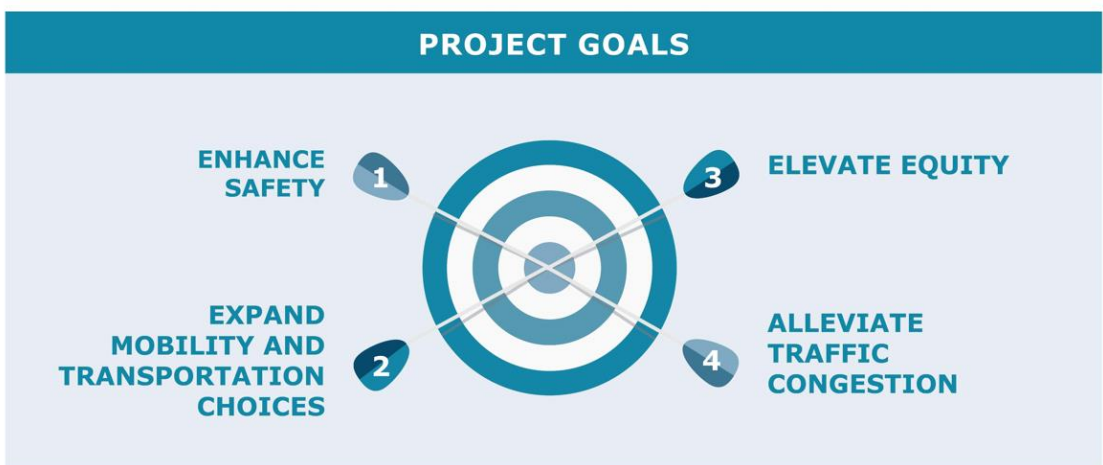 PROJECT GOALS
1
ENHANCE
SAFETY
2
EXPAND
MOBILITY AND
TRANSPORTATION
CHOICES
3
ELEVATE EQUITY
4
ALLEVIATE
TRAFFIC
CONGESTION